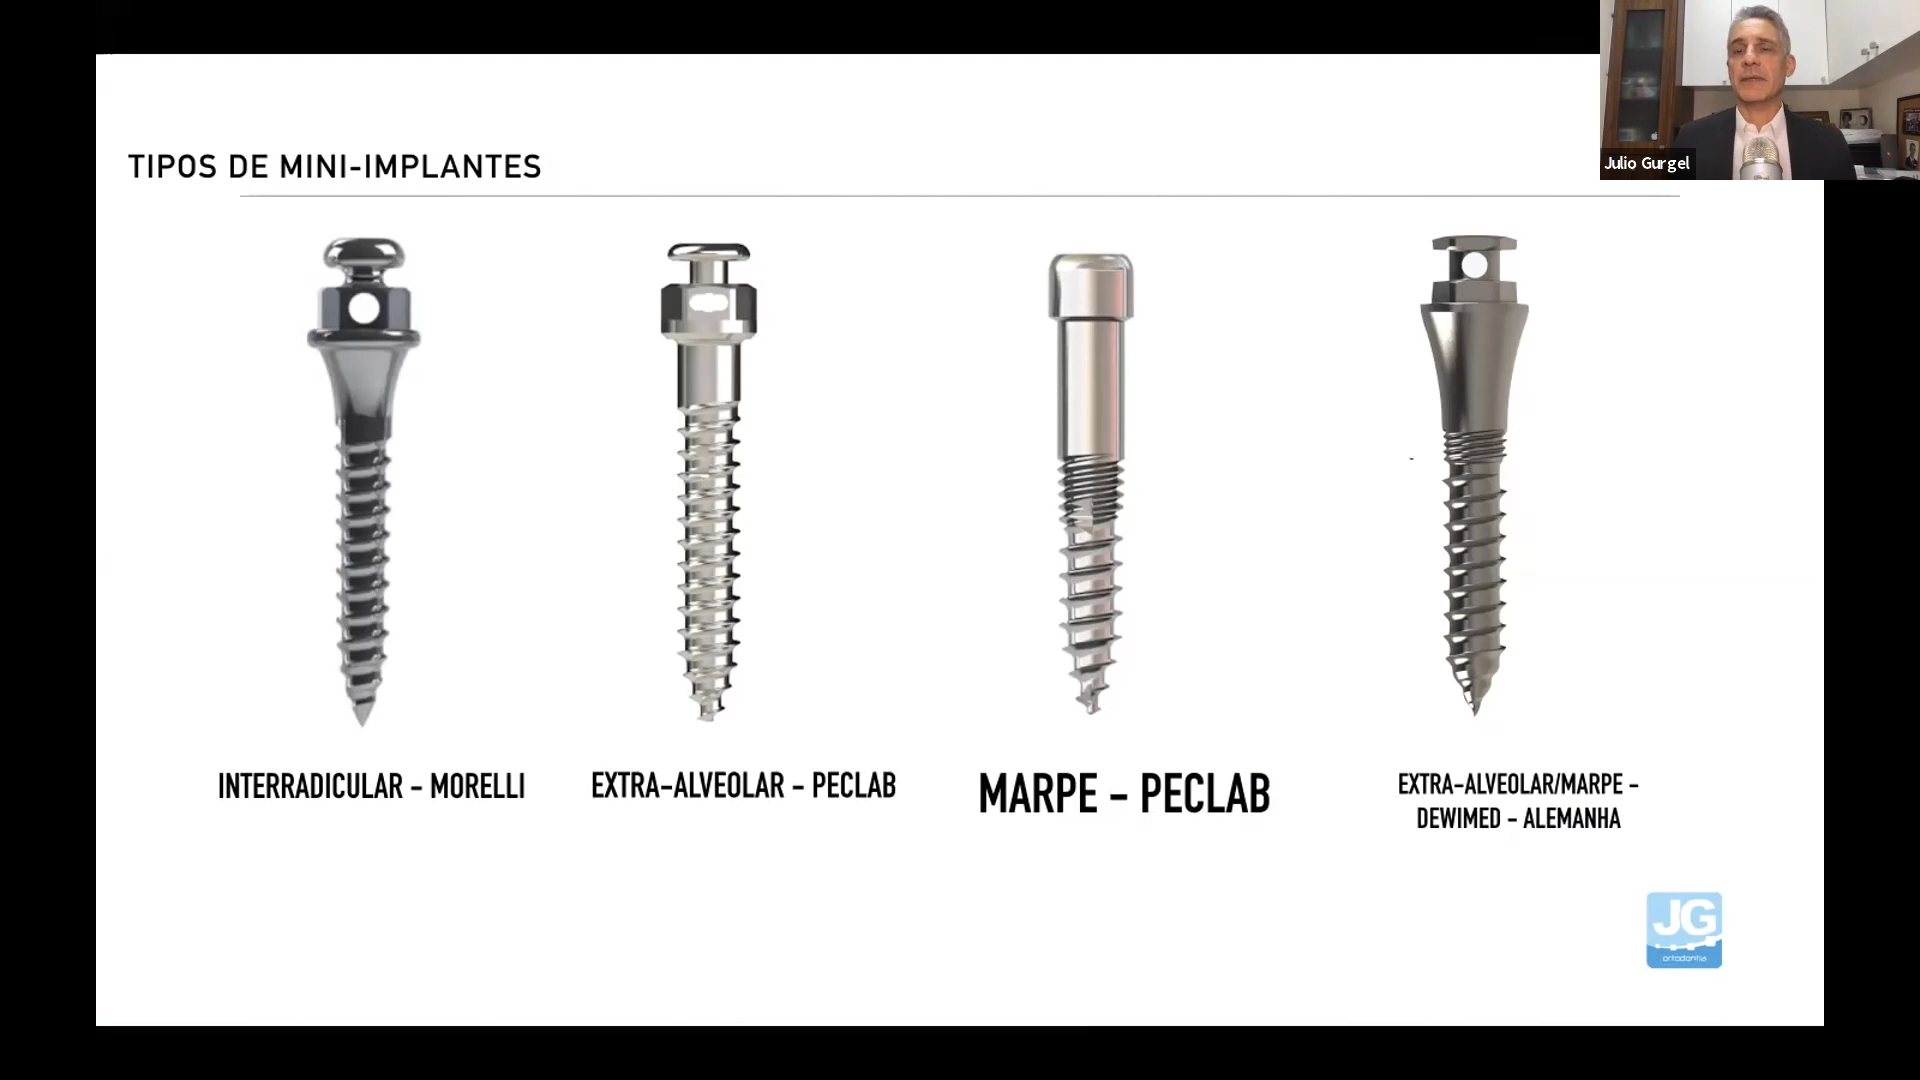 Julio Gurgel
TIPOS DE MINI-IMPLANTES
INTERRADICULAR - MORELLI
EXTRA-ALVEOLAR - PECLAB
MARPE - PECLAB
EXTRA-ALVEOLAR/MARPE -
DEWIMED - ALEMANHA
JG
ortodontia